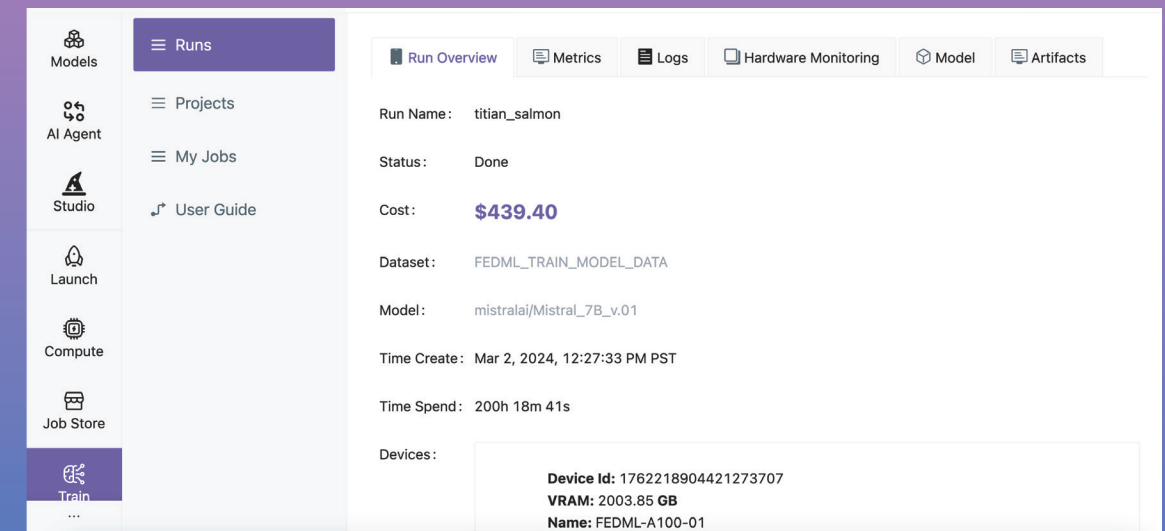 Models
AI Agent
Studio
Launch
Compute
Job Store
Train
...
Runs
Projects
My Jobs
User Guide
Run Overview Metrics Logs Hardware Monitoring Model Artifacts
Run Name: titian_salmon
Status: Done
Cost: $439.40
Dataset: FEDML_TRAIN_MODEL_DATA
Model: mistralai/Mistral_7B_v.01
Time Create: Mar 2, 2024, 12:27:33 PM PST
Time Spend: 200h 18m 41s
Devices:
Device Id: 1762218904421273707
VRAM: 2003.85 GB
Name: FEDML-A100-01